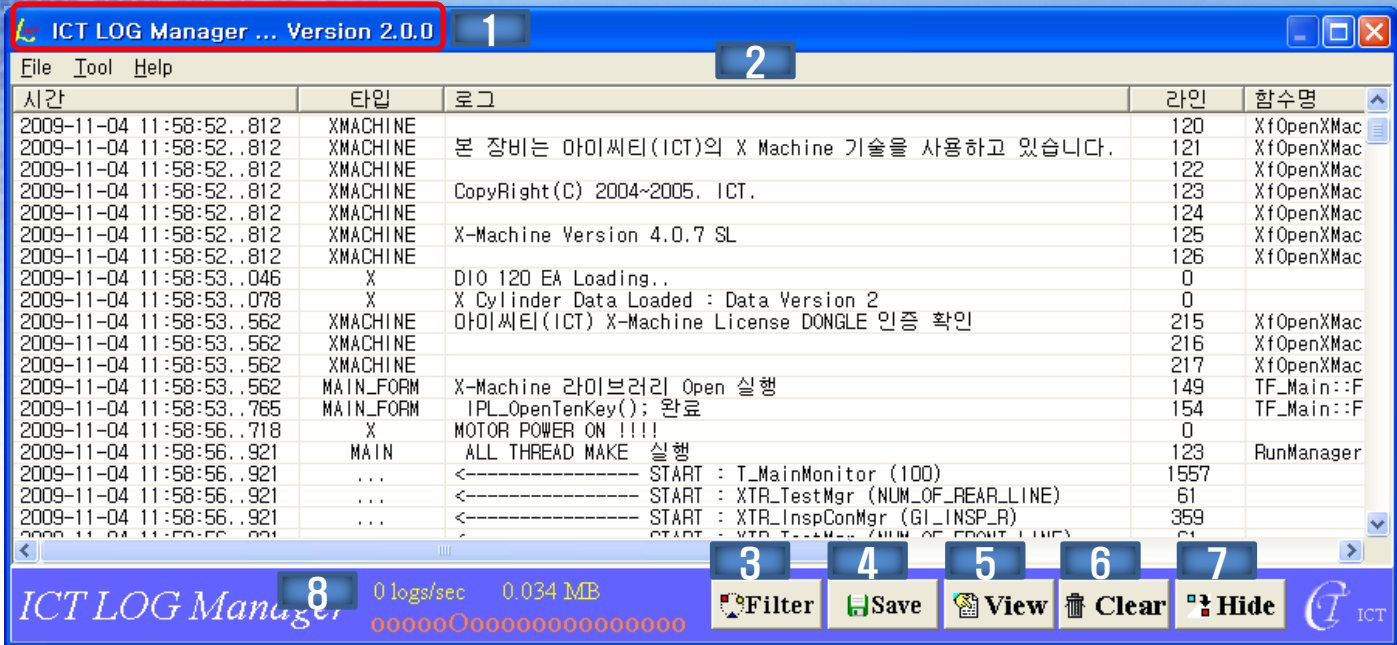 ICT LOG Manager ... Version 2.0.0 1
File Tool Help 2
시간 타입 로그 라인 함수명
2009-11-04 11:58:52..812 XMACHINE 120 XfOpenXMac
2009-11-04 11:58:52..812 XMACHINE 본 장비는 아이씨티(ICT)의 X Machine 기술을 사용하고 있습니다. 121 XfOpenXMac
2009-11-04 11:58:52..812 XMACHINE 122 XfOpenXMac
2009-11-04 11:58:52..812 XMACHINE CopyRight(C) 2004~2005. ICT. 123 XfOpenXMac
2009-11-04 11:58:52..812 XMACHINE 124 XfOpenXMac
2009-11-04 11:58:52..812 XMACHINE X-Machine Version 4.0.7 SL 125 XfOpenXMac
2009-11-04 11:58:52..812 XMACHINE 126 XfOpenXMac
2009-11-04 11:58:53..046 X DIO 120 EA Loading.. 0
2009-11-04 11:58:53..078 X X Cylinder Data Loaded : Data Version 2 0
2009-11-04 11:58:53..562 XMACHINE 아이씨티(ICT) X-Machine License DONGLE 인증 확인 215 XfOpenXMac
2009-11-04 11:58:53..562 XMACHINE 216 XfOpenXMac
2009-11-04 11:58:53..562 XMACHINE 217 XfOpenXMac
2009-11-04 11:58:53..562 MAIN_FORM X-Machine 라이브러리 Open 실행 149 TF_Main::F
2009-11-04 11:58:53..765 MAIN_FORM IPL_OpenTenKey(); 완료 154 TF_Main::F
2009-11-04 11:58:56..718 X MOTOR POWER ON !!!! 0
2009-11-04 11:58:56..921 MAIN ALL THREAD MAKE 실행 123 RunManager
2009-11-04 11:58:56..921 ... <---------------- START : T_MainMonitor (100) 1557
2009-11-04 11:58:56..921 ... <---------------- START : XTR_TestMgr (NUM_OF_REAR_LINE) 61
2009-11-04 11:58:56..921 ... <---------------- START : XTR_InspConMgr (GI_INSP_R) 359
3 4 5 6 7
8 0 logs/sec 0.034 MB
ICT LOG Manager Filter Save View Clear Hide ICT
oooooOoooooooooooooo